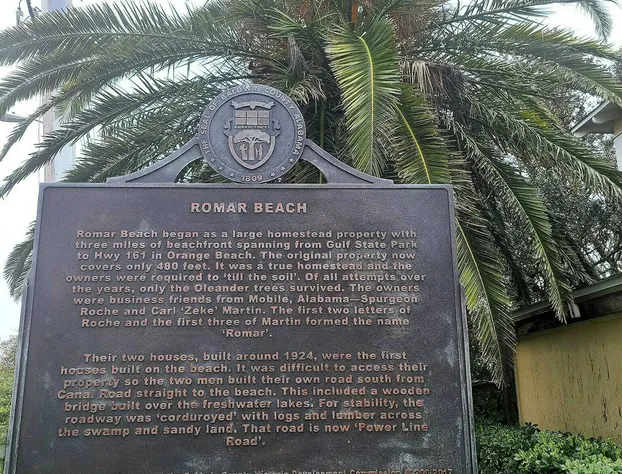 THE SEAL OF BALDWIN COUNTY, ALABAMA
1809
ROMAR BEACH
Romar Beach began as a large homestead property with
three miles of beachfront spanning from Gulf State Park
to Hwy 161 in Orange Beach. The original property now
covers only 480 feet. It was a true homestead and the
owners were required to 'till the soil'. Of all attempts over
the years, only the Oleander trees survived. The owners
were business friends from Mobile, Alabama—Spurgeon
Roche and Carl 'Zeke' Martin. The first two letters of
Roche and the first three of Martin formed the name
'Romar'.
Their two houses, built around 1924, were the first
houses built on the beach. It was difficult to access their
property so the two men built their own road south from
Canal Road straight to the beach. This included a wooden
bridge built over the freshwater lakes. For stability, the
roadway was 'corduroyed' with logs and lumber across
the swamp and sandy land. That road is now 'Power Line
Road'.
County Historic Development Commission